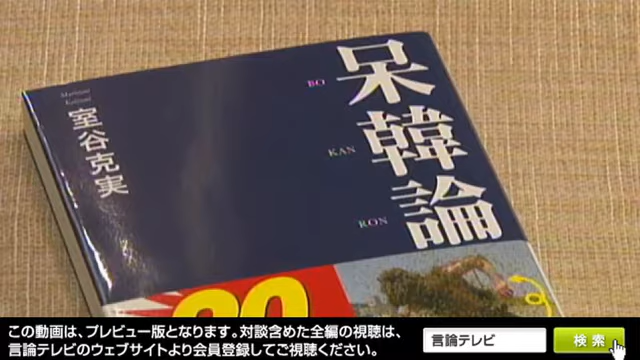 呆韓論
BO
KAN
RON
室谷克実
この動画は、プレビュー版となります。対談含めた全編の視聴は、
言論テレビのウェブサイトより会員登録してご視聴ください。
言論テレビ
検索